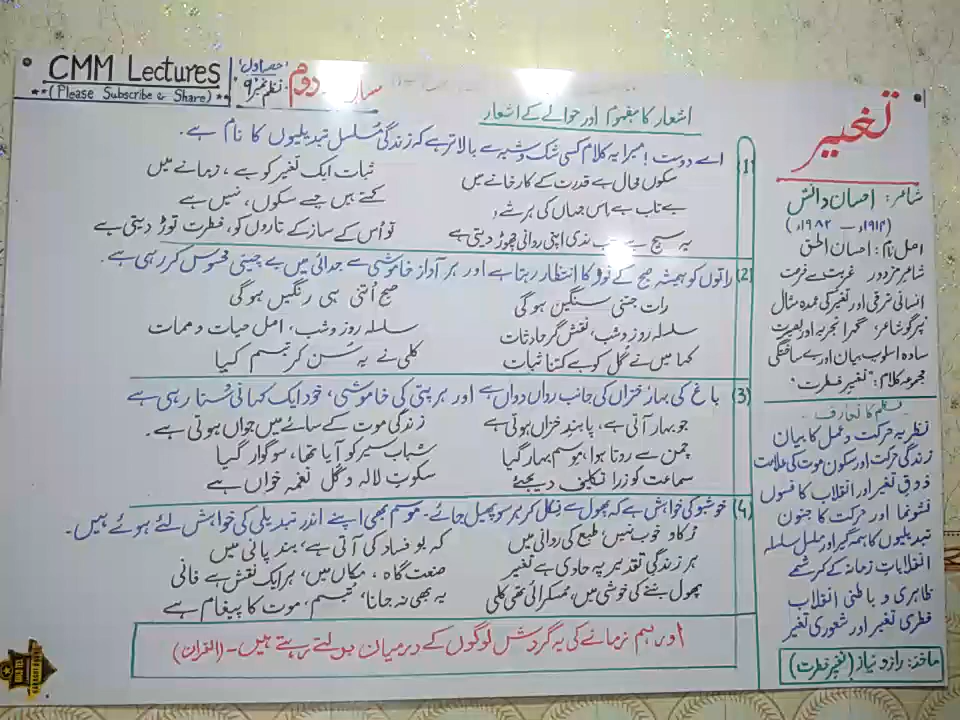 CMM Lectures
**(Please Subscribe & Share)**
"حصہ اول"
نظم نمبر 9
دوم
تغیر
شاعر: احسان دانش
(۱۹۱۴ء – ۱۹۸۲ء)
اصل نام: احسان الحق
شاعرِ مزدور غربت سے فرصت
انسانی ترقی اور تغیر کی عمدہ مثال
پُر گو شاعر، گہرا تجربہ اور بصیرت
سادہ اسلوب بیان اور بے ساختگی
مجموعہ کلام: "تغیرِ فطرت"
نظم کا تعارف
نظریہ حرکت و عمل کا بیان
زندگی حرکت اور سکون موت کی علامت
ذوقِ تغیر اور انقلاب کا فسوں
نشوونما اور حرکت کا جنون
تبدیلیوں کا ہمہ گیر اور مسلسل سلسلہ
انقلاباتِ زمانہ کے کرشمے
ظاہری و باطنی انقلاب
فطری تغیر اور شعوری تغیر
ماخذ: راز و نیاز (تغیرِ فطرت)
اشعار کا مفہوم اور حوالے کے اشعار
(1) اے دوست! میرا یہ کلام کسی شک و شبہ سے بالاتر ہے کہ زندگی مُسلسل تبدیلیوں کا نام ہے۔
سکوں محال ہے قدرت کے کارخانے میں ثبات ایک تغیر کو ہے، زمانے میں
بے تاب ہے اس جہاں کی ہر شے، کہتے ہیں جسے سکوں، نہیں ہے
یہ سچ ہے جب ندی اپنی روانی چھوڑ دیتی ہے تو اُس کے ساز کے تاروں کو، فطرت توڑ دیتی ہے
(2) راتوں کو ہمیشہ صبح کے نور کا انتظار رہتا ہے اور ہر آواز خاموشی سے جدائی میں بے چینی محسوس کر رہی ہے۔
رات جتنی سنگین ہو گی صبح اُتنی ہی رنگیں ہو گی
سلسلہ روز و شب، نقش گرِ حادثات سلسلہ روز و شب، اصلِ حیات و ممات
کہا میں نے گُل کو ہے کتنا ثبات کلی نے یہ سُن کر تبسم کیا
(3) باغ کی بہار خزاں کی جانب رواں دواں ہے اور ہر پتی کی خاموشی، خود ایک کہانی سُنا رہی ہے
جو بہار آتی ہے، پابندِ خزاں ہوتی ہے زندگی موت کے سائے میں جواں ہوتی ہے۔
چمن سے روتا ہوا، موسمِ بہار گیا شباب سیر کو آیا تھا، سوگوار گیا
سماعت کو ذرا تکلیف دیجئے سکوتِ لالہ و گل نغمہ خواں ہے
(4) خوشبو کی خواہش ہے کہ پھول سے نکل کر ہر سو پھیل جائے۔ موسم بھی اپنے اندر تبدیلی کی خواہش لئے ہوئے ہیں۔
رُکاؤ خوب نہیں، طبع کی روانی میں کہ بُو فساد کی آتی ہے، بند پانی میں
ہر زندگی تقدیر پہ حاوی ہے تغیر صنعت گاہ، مکاں میں، ہر ایک نقش ہے فانی
پھول بننے کی خوشی میں، مُسکرائی تھی کلی یہ بھی نہ جانا، تبسم، موت کا پیغام ہے
اور ہم زمانے کی یہ گردش لوگوں کے درمیان بدلتے رہتے ہیں۔ (القرآن)